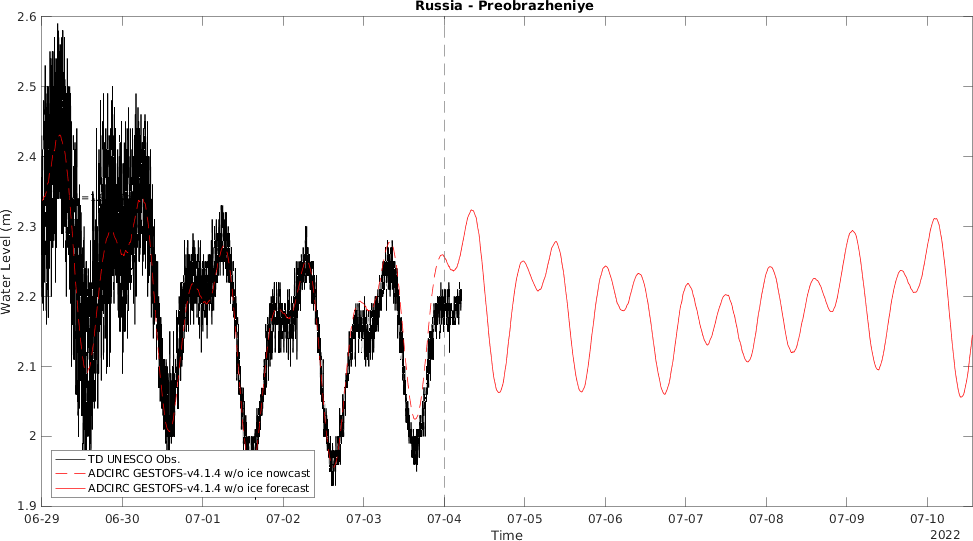 Russia - Preobrazheniye
2.6
2.5
2.4
2.3
2.2
2.1
2
1.9
Water Level (m)
TD UNESCO Obs.
ADCIRC GESTOFS-v4.1.4 w/o ice nowcast
ADCIRC GESTOFS-v4.1.4 w/o ice forecast
06-29 06-30 07-01 07-02 07-03 07-04 07-05 07-06 07-07 07-08 07-09 07-10
Time
2022